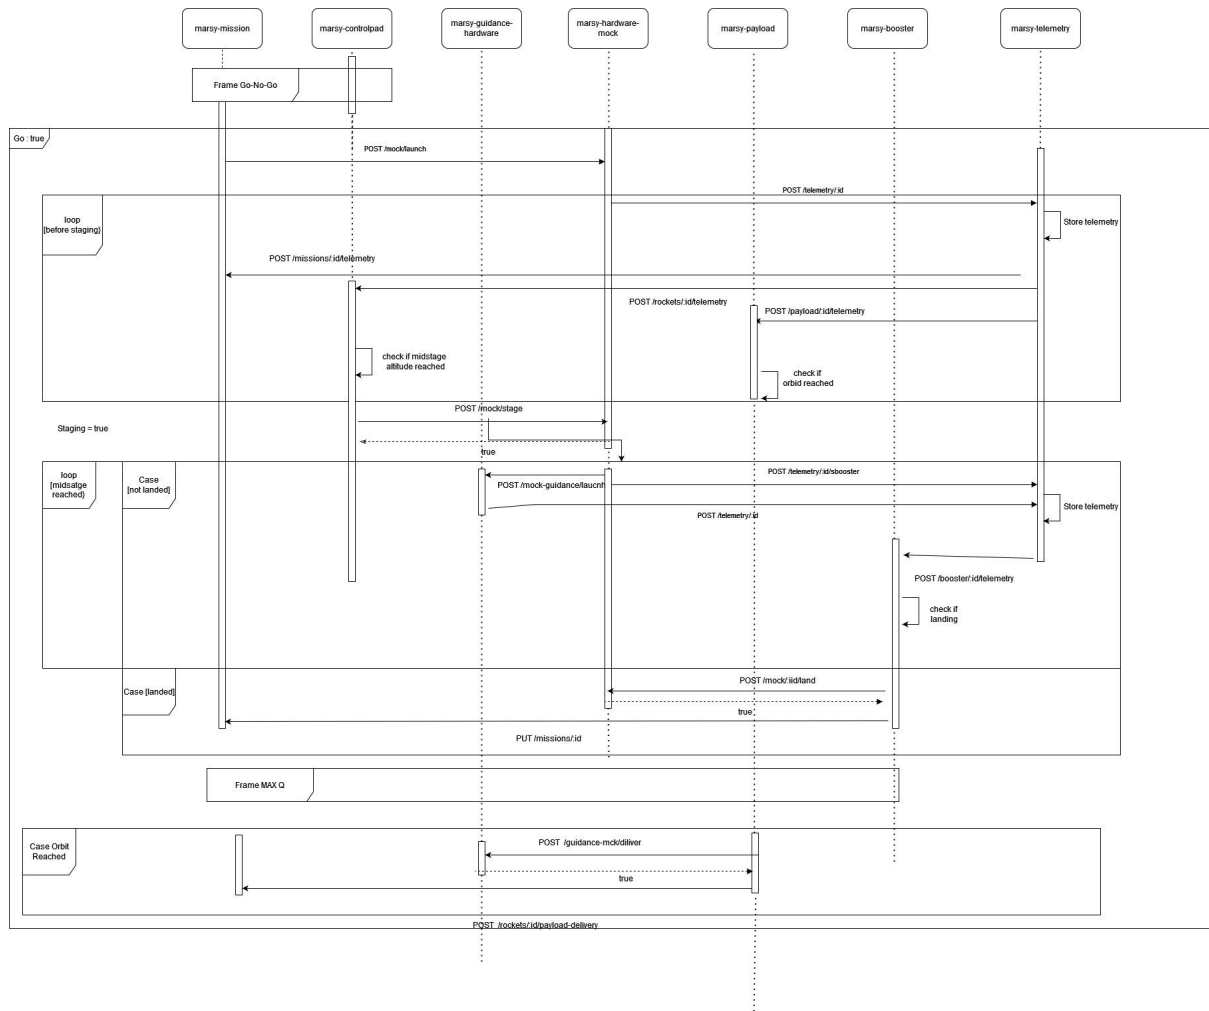 marsy-mission
marsy-controlpad
marsy-guidance-
hardware
marsy-hardware-
mock
marsy-payload
marsy-booster
marsy-telemetry
Frame Go-No-Go
Go : true
POST /mock/launch
POST /telemetry/:id
loop
[before staging}
Store telemetry
POST /missions/:id/telemetry
POST /rockets/:id/telemetry
POST /payload/:id/telemetry
check if midstage
altitude reached
check if
orbid reached
POST /mock/stage
Staging = true
true
loop
[midsatge
reached}
Case
[not landed]
POST /telemetry/:id/sbooster
POST /mock-guidance/laucnh
Store telemetry
POST /telemetry/:id
POST /booster/:id/telemetry
check if
landing
Case [landed]
POST /mock/:iid/land
true
PUT /missions/:id
Frame MAX Q
Case Orbit
Reached
POST /guidance-mck/diliver
true
POST /rockets/:id/payload-delivery